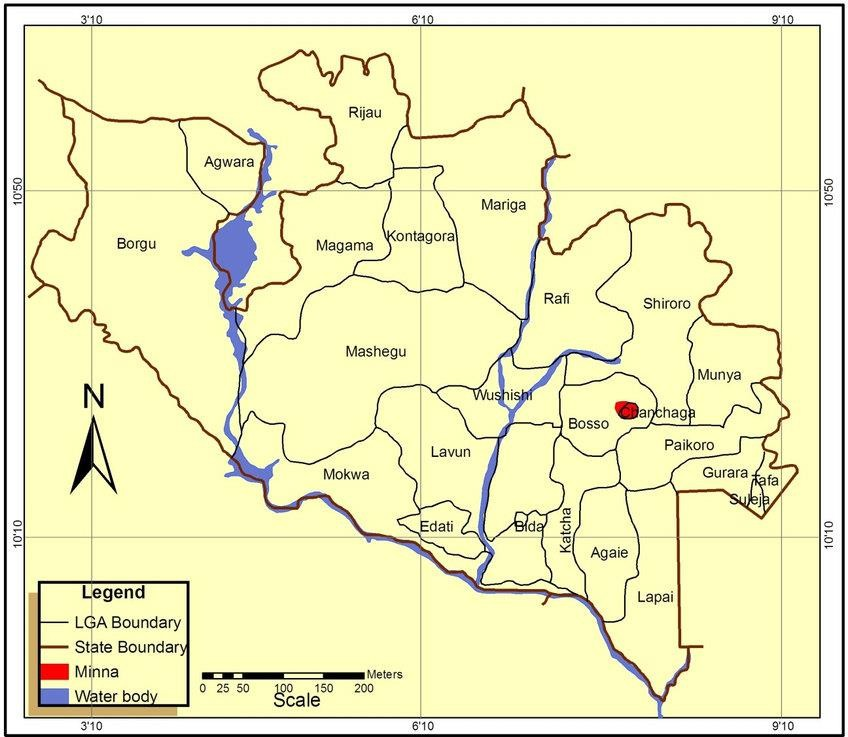 3'10 6'10 9'10
Rijau
Agwara
10'50 10'50
Mariga
Borgu Magama Kontagora
Rafi
Shiroro
Mashegu
Munya
N
Wushishi
Chanchaga
Bosso
Paikoro
Lavun
Mokwa
Gurara
Tafa
Suleja
Edati Bida Katcha
10'10 10'10
Agaie
Lapai
Legend
LGA Boundary
State Boundary
Minna
Water body
0 25 50 100 150 200 Meters
Scale
3'10 6'10 9'10